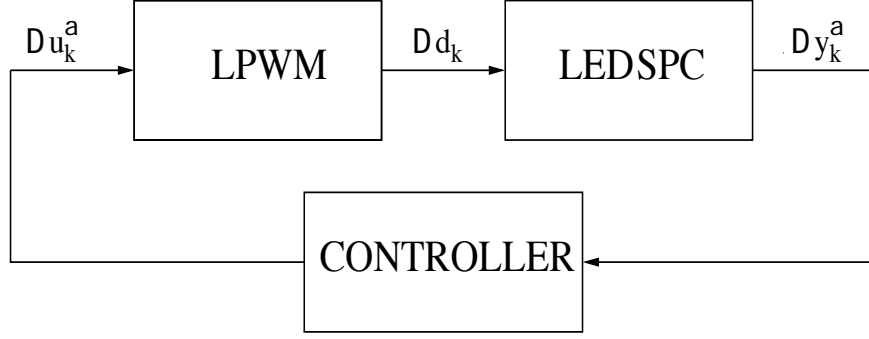 Du_k^a
LPWM
Dd_k
LEDSPC
Dy_k^a
CONTROLLER